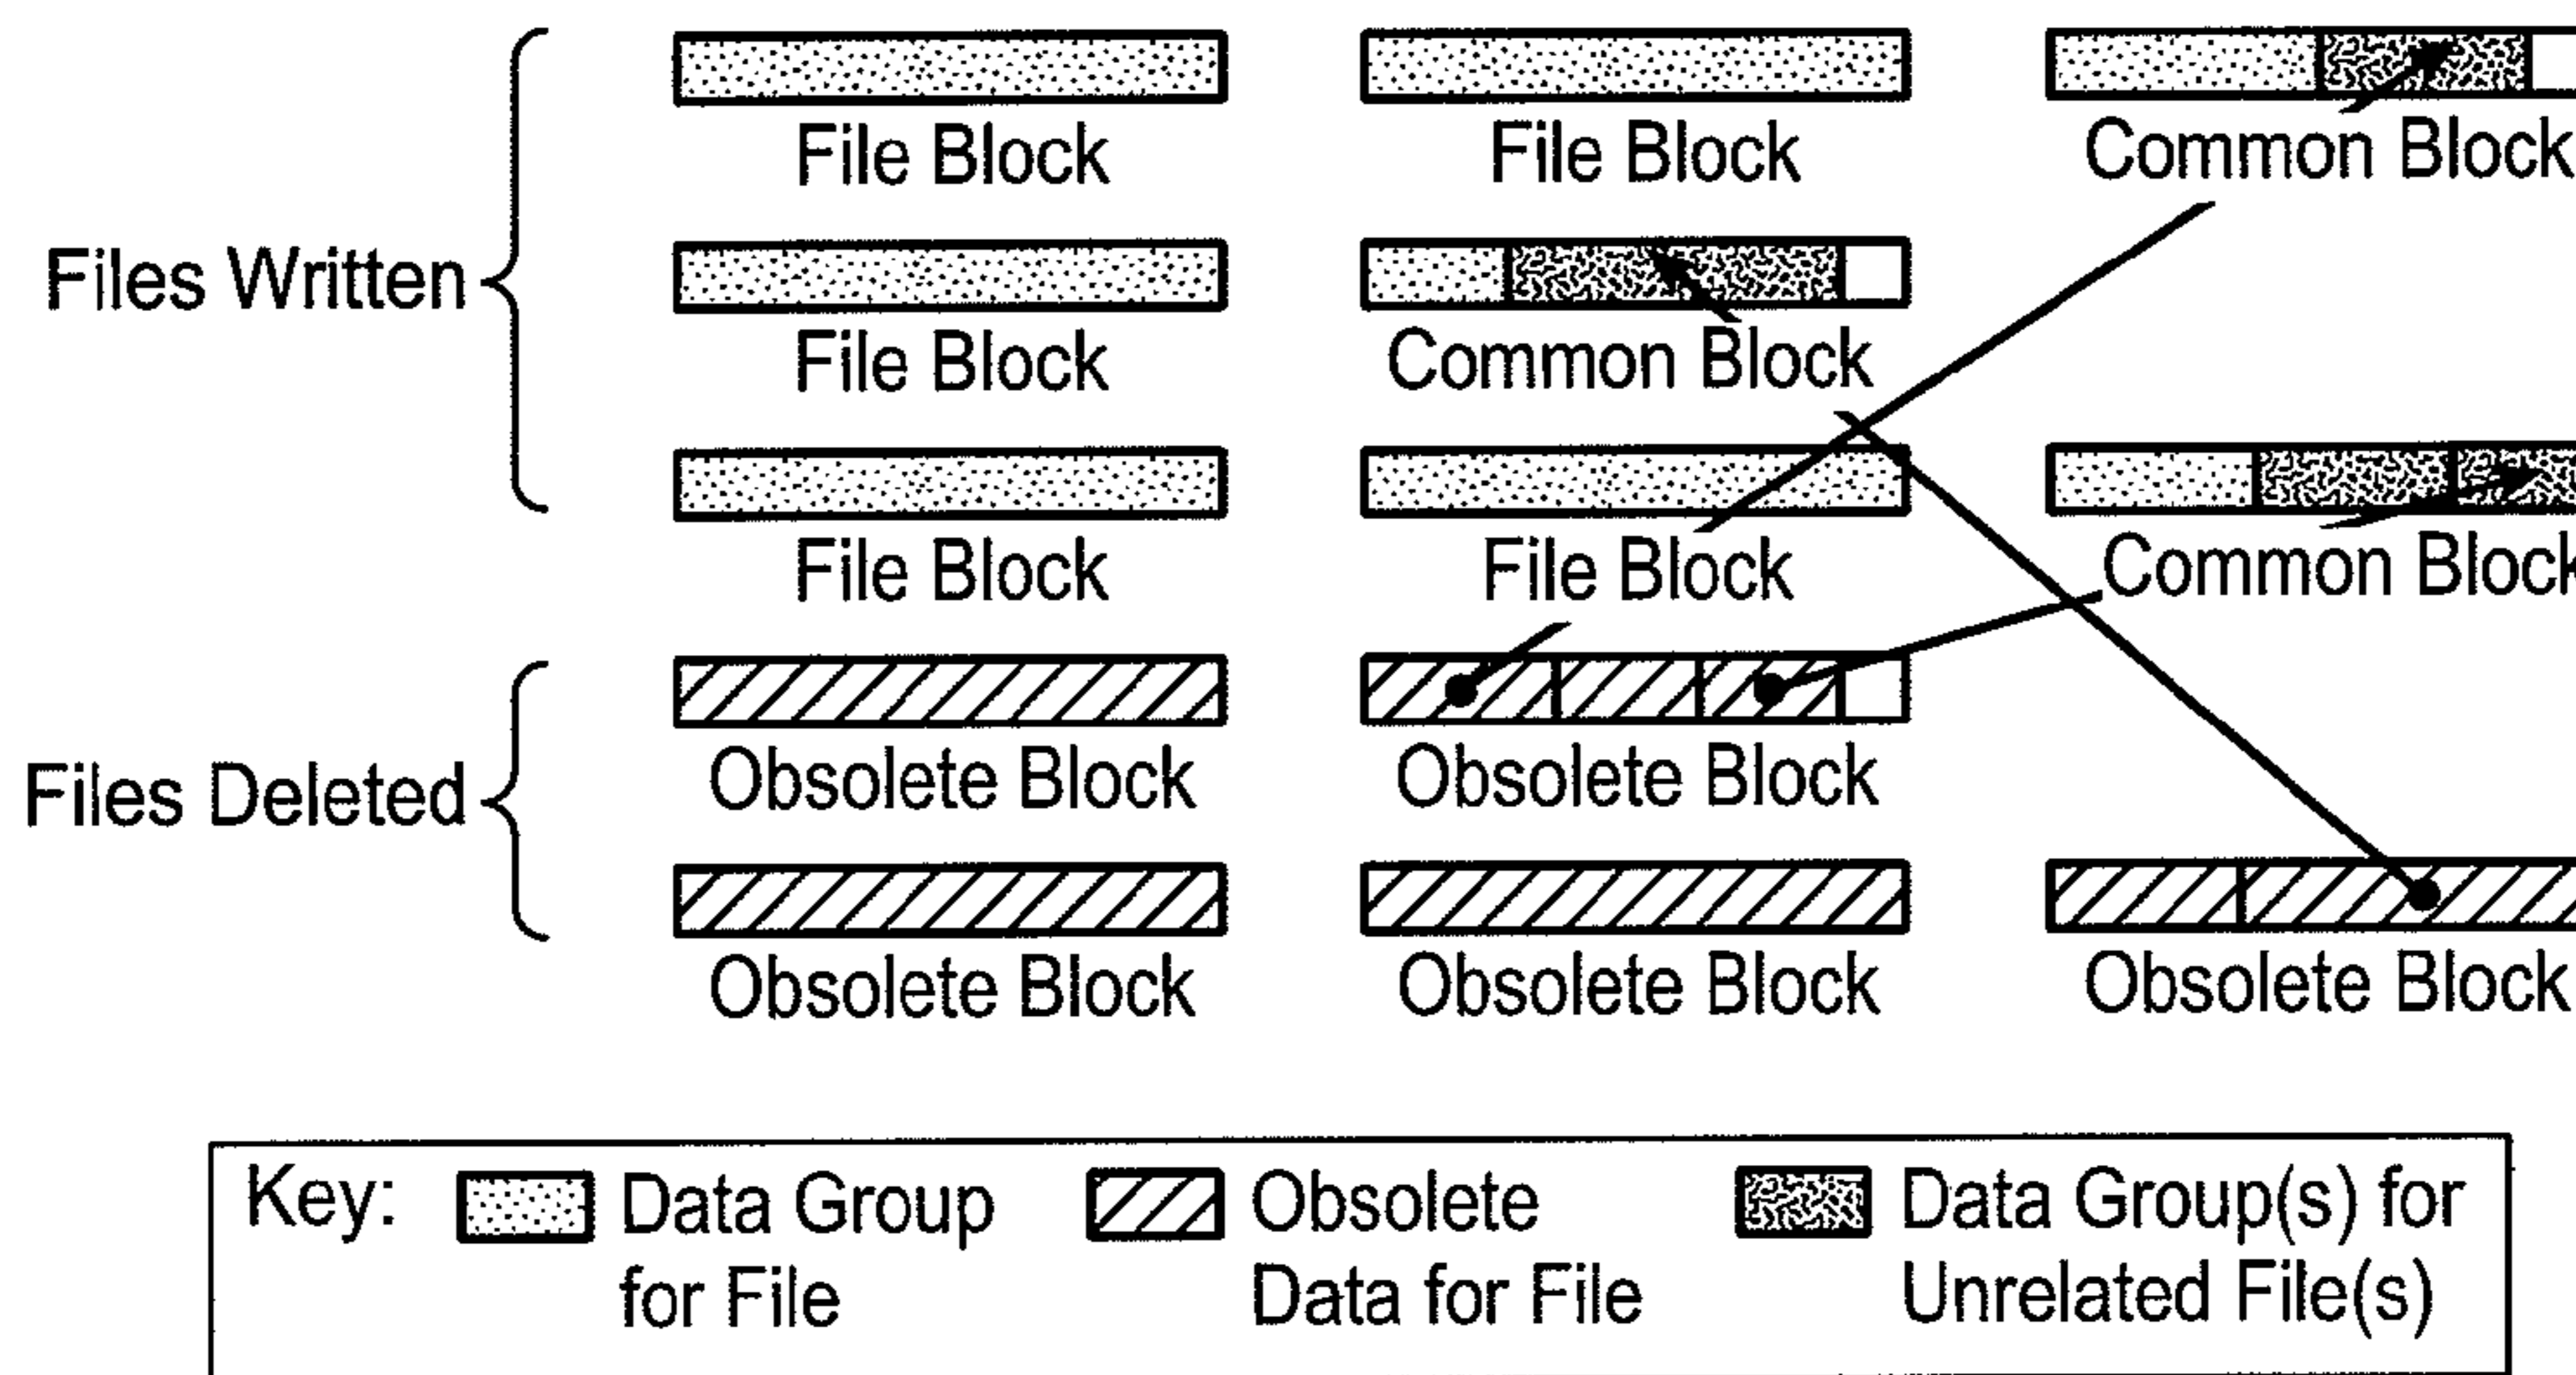 File Block File Block Common Block
Files Written
File Block Common Block
File Block File Block Common Block
Obsolete Block Obsolete Block
Files Deleted
Obsolete Block Obsolete Block Obsolete Block
Key: Data Group Obsolete Data Group(s) for
for File Data for File Unrelated File(s)